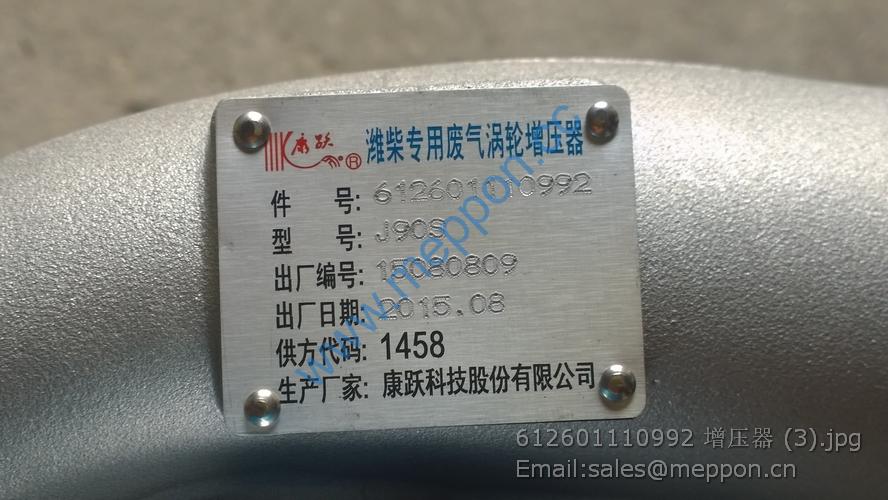 康跃® 潍柴专用废气涡轮增压器
件 号: 612601110992
型 号: J90S
出厂编号: 15080809
出厂日期: 2015.08
供方代码: 1458
生产厂家: 康跃科技股份有限公司
www.meppon.cn
612601110992 增压器 (3).jpg
Email:sales@meppon.cn